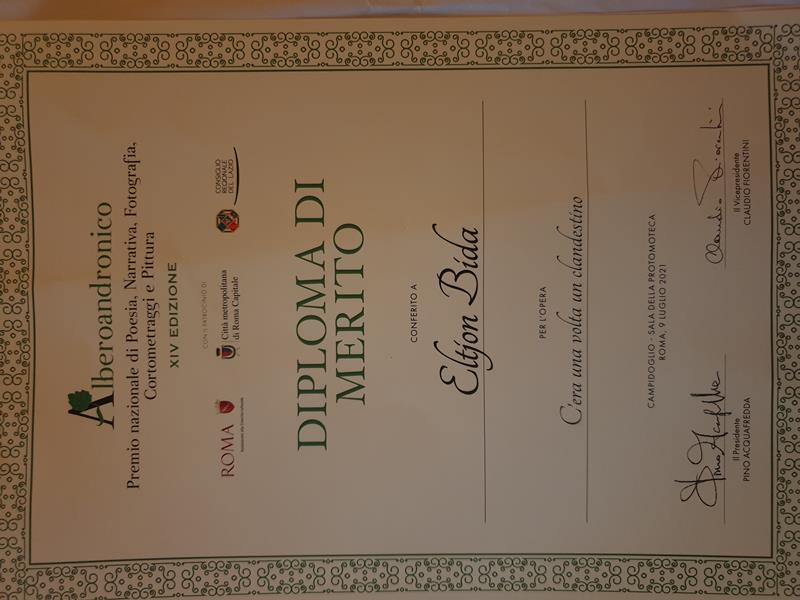 Alberoandronico
Premio nazionale di Poesia, Narrativa, Fotografia,
Cortometraggi e Pittura
XIV EDIZIONE
CON IL PATROCINIO DI
ROMA
Città metropolitana
di Roma Capitale
CONSIGLIO
REGIONALE
DEL LAZIO
DIPLOMA DI
MERITO
CONFERITO A
Eltjon Bida
PER L'OPERA
C'era una volta un clandestino
CAMPIDOGLIO - SALA DELLA PROTOMOTECA
ROMA, 9 LUGLIO 2021
Il Presidente
PINO ACQUAFREDDA
Claudio Fiorentini
Il Vicepresidente
CLAUDIO FIORENTINI